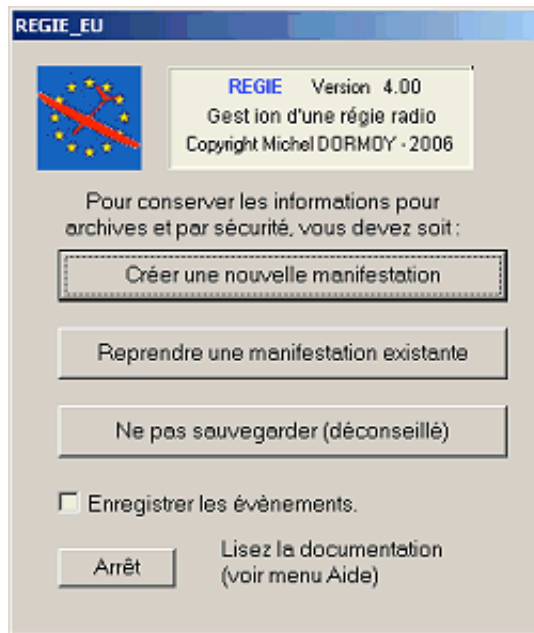 REGIE_EU
REGIE Version 4.00
Gestion d'une régie radio
Copyright Michel DORMOY - 2006
Pour conserver les informations pour
archives et par sécurité, vous devez soit :
Créer une nouvelle manifestation
Reprendre une manifestation existante
Ne pas sauvegarder (déconseillé)
Enregistrer les évènements.
Arrêt
Lisez la documentation
(voir menu Aide)